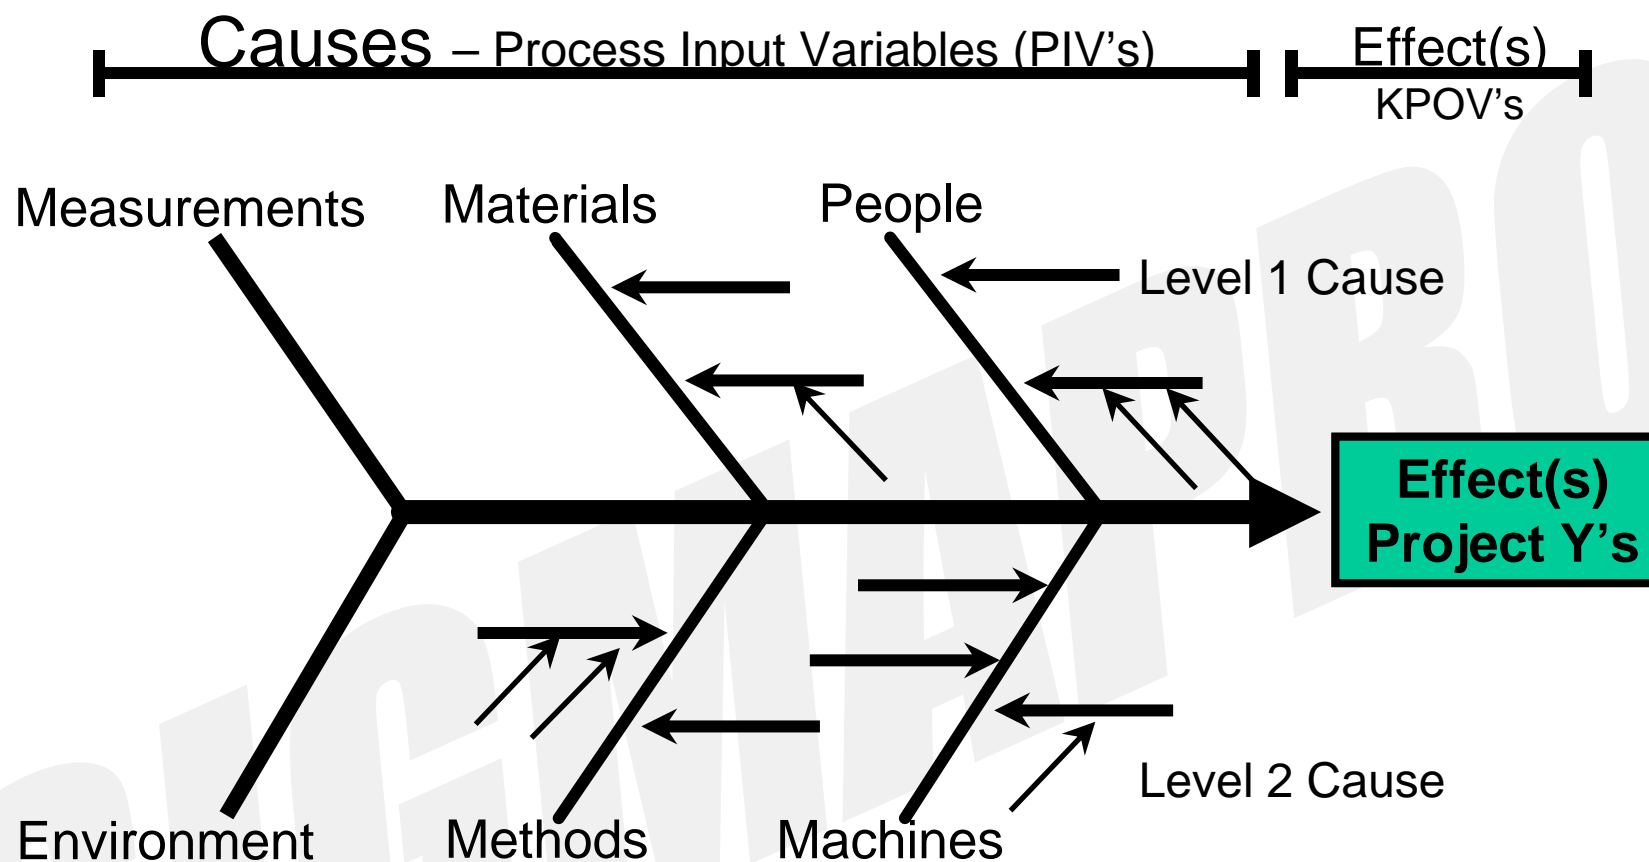 Causes – Process Input Variables (PIV's)
Effect(s)
KPOV's
Measurements
Materials
People
Level 1 Cause
Effect(s)
Project Y's
Level 2 Cause
Environment
Methods
Machines